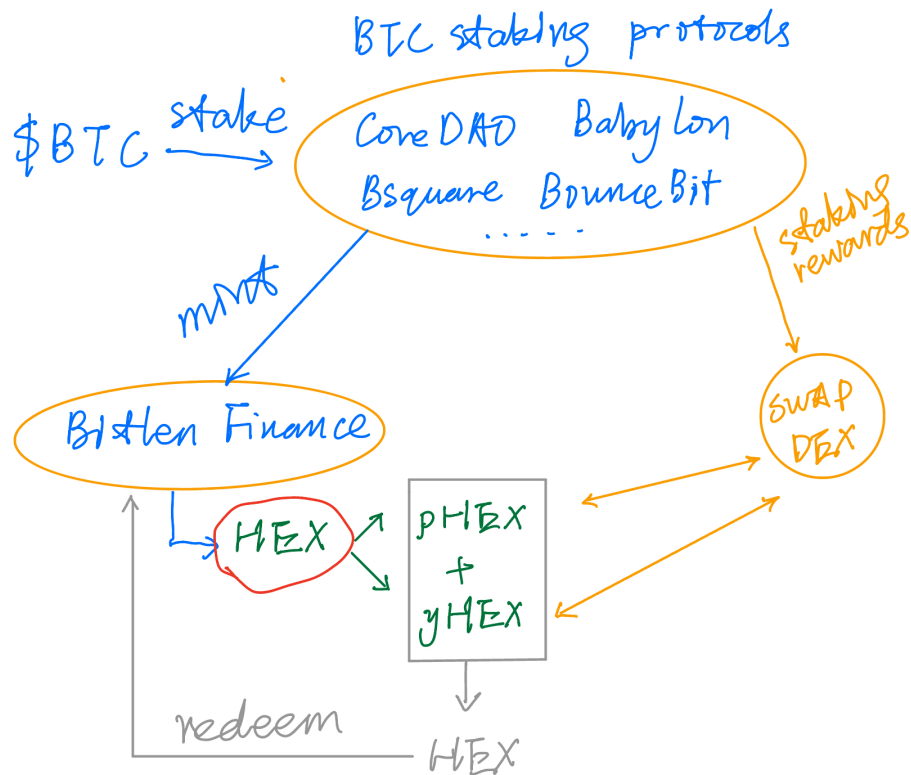 BTC staking protocols
$BTC stake
CoreDAO Babylon
Bsquare BounceBit
.....
staking
rewards
mint
SWAP
DEX
Finance
HEX
pHEX
+
yHEX
redeem
HEX